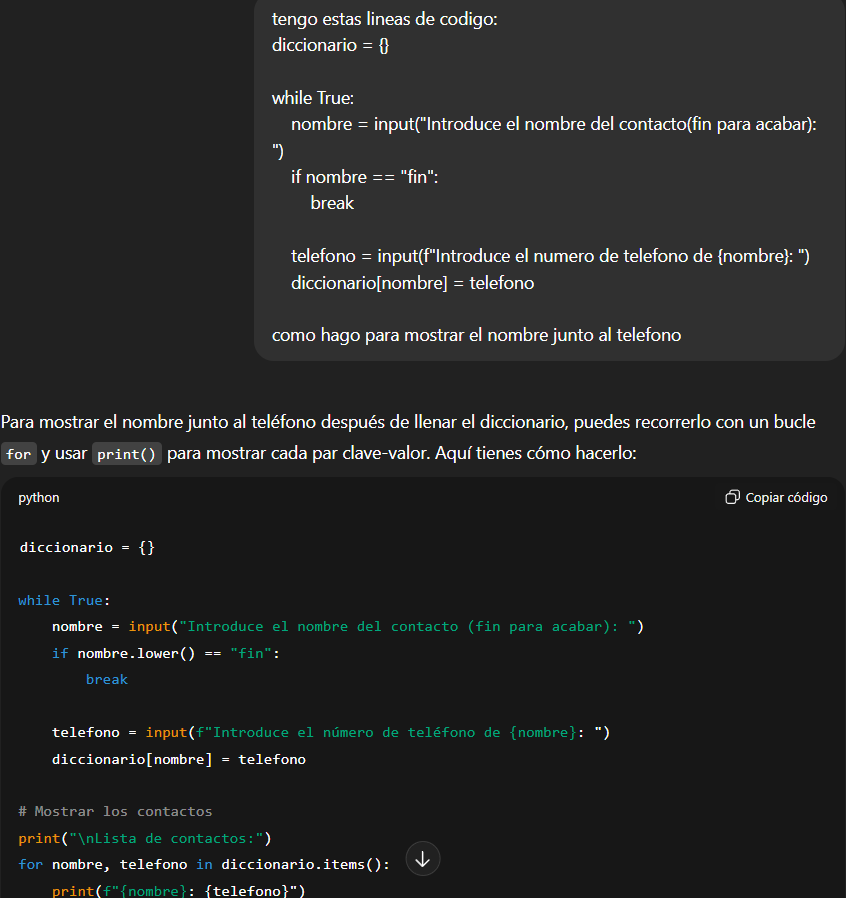 tengo estas lineas de codigo:
diccionario = {}
while True:
    nombre = input("Introduce el nombre del contacto(fin para acabar):
")
    if nombre == "fin":
        break
    telefono = input(f"Introduce el numero de telefono de {nombre}: ")
    diccionario[nombre] = telefono
como hago para mostrar el nombre junto al telefono
Para mostrar el nombre junto al teléfono después de llenar el diccionario, puedes recorrerlo con un bucle
for y usar print() para mostrar cada par clave-valor. Aquí tienes cómo hacerlo:
python Copiar código
diccionario = {}
while True:
    nombre = input("Introduce el nombre del contacto (fin para acabar): ")
    if nombre.lower() == "fin":
        break
    telefono = input(f"Introduce el número de teléfono de {nombre}: ")
    diccionario[nombre] = telefono
# Mostrar los contactos
print("\nLista de contactos:")
for nombre, telefono in diccionario.items():
    print(f"{nombre}: {telefono}")